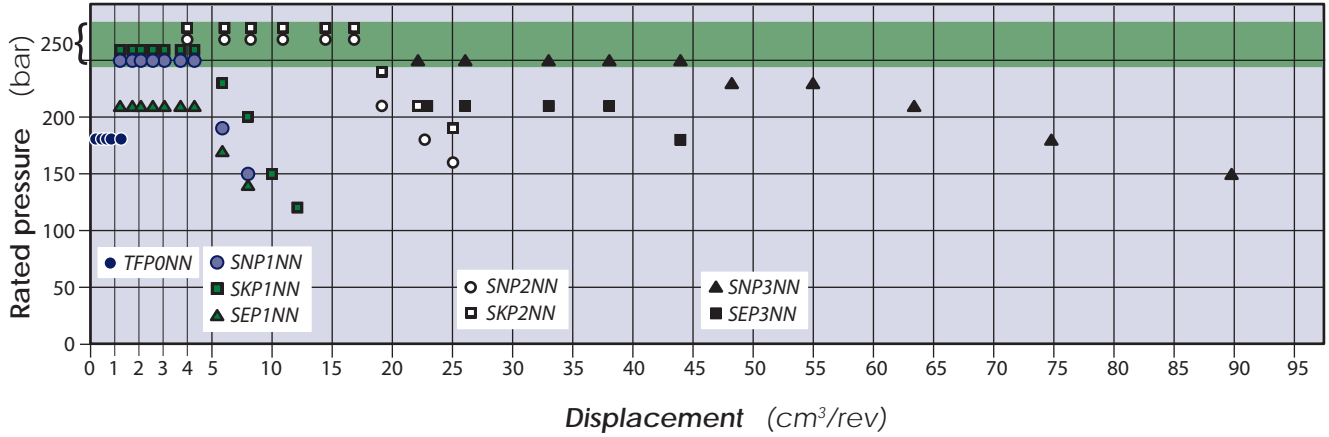 Rated pressure (bar)
250
200
150
100
50
0
TFP0NN
SNP1NN
SKP1NN
SEP1NN
SNP2NN
SKP2NN
SNP3NN
SEP3NN
0 1 2 3 4 5 10 15 20 25 30 35 40 45 50 55 60 65 70 75 80 85 90 95
Displacement (cm³/rev)